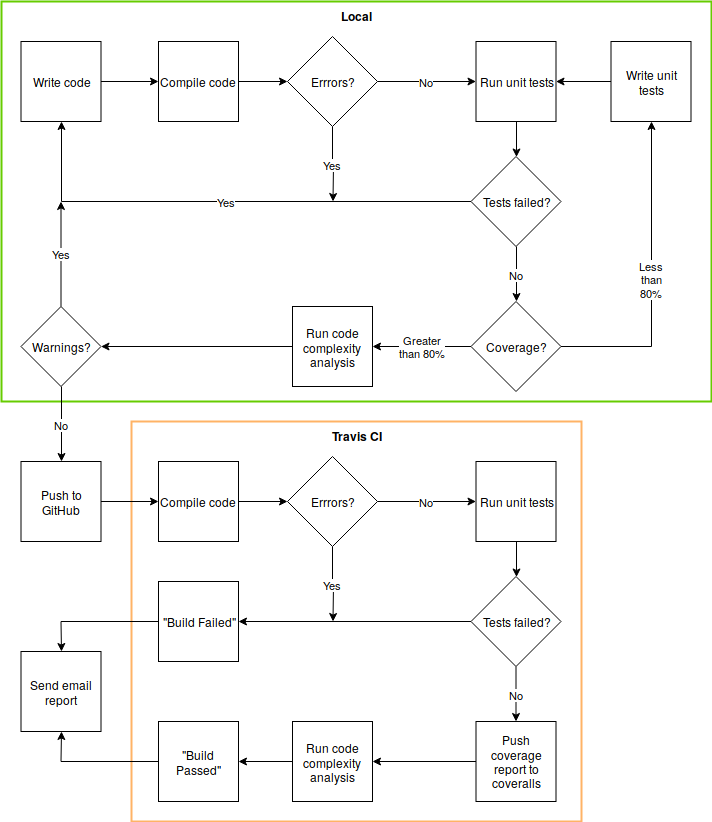 Local
Write code
Compile code
Errrors?
No
Run unit tests
Write unit
tests
Yes
Yes
Tests failed?
No
Yes
Less
than
80%
Warnings?
Run code
complexity
analysis
Greater
than 80%
Coverage?
No
Travis CI
Push to
GitHub
Compile code
Errrors?
No
Run unit tests
Yes
"Build Failed"
Tests failed?
Send email
report
No
"Build
Passed"
Run code
complexity
analysis
Push
coverage
report to
coveralls